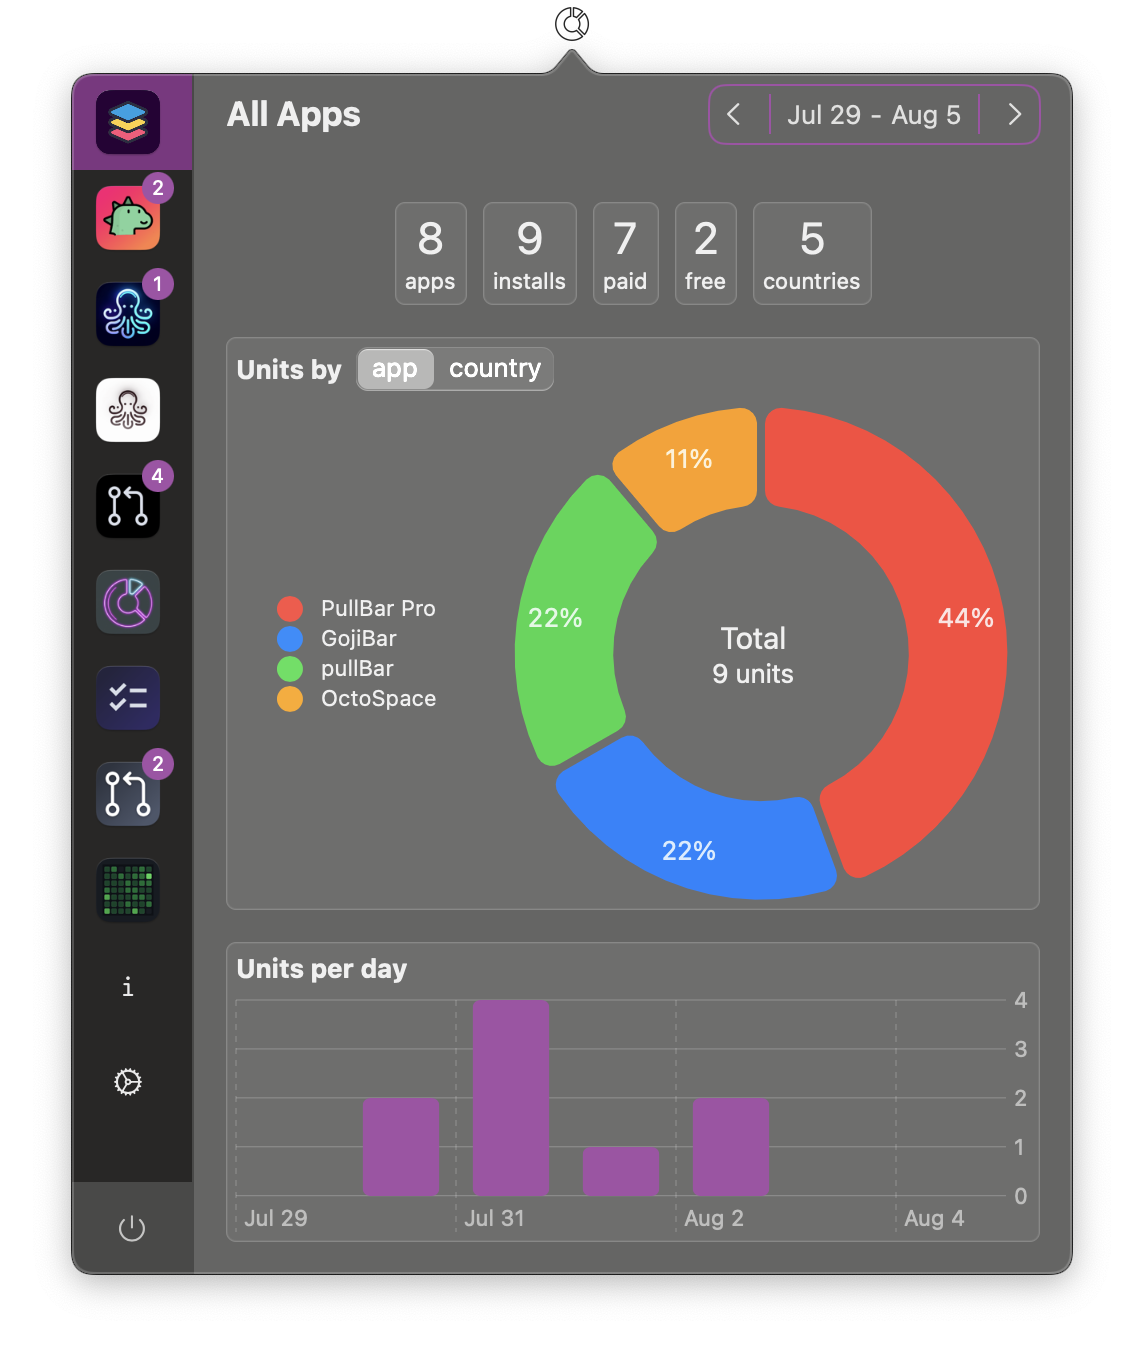 All Apps
Jul 29 - Aug 5
2
1
4
2
i
8
apps
9
installs
7
paid
2
free
5
countries
Units by app country
11%
44%
22%
22%
Total
9 units
PullBar Pro
GojiBar
pullBar
OctoSpace
Units per day
4
3
2
1
0
Jul 29 Jul 31 Aug 2 Aug 4